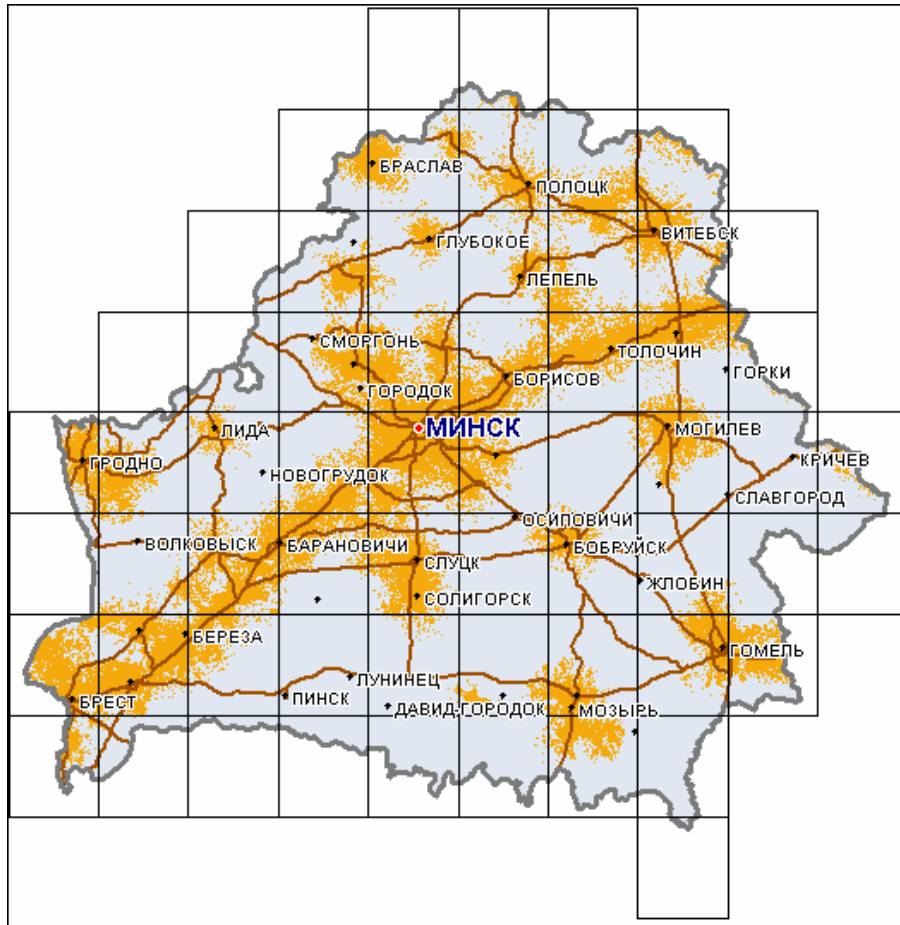 БРАСЛАВ
ПОЛОЦК
ВИТЕБСК
ГЛУБОКОЕ
ЛЕПЕЛЬ
СМОРГОНЬ
ТОЛОЧИН
ГОРКИ
БОРИСОВ
ГОРОДОК
МИНСК
ЛИДА
МОГИЛЕВ
КРИЧЕВ
ГРОДНО
НОВОГРУДОК
СЛАВГОРОД
ОСИПОВИЧИ
ВОЛКОВЫСК
БАРАНОВИЧИ
БОБРУЙСК
СЛУЦК
ЖЛОБИН
СОЛИГОРСК
БЕРЕЗА
ГОМЕЛЬ
ЛУНИНЕЦ
ПИНСК
БРЕСТ
ДАВИД-ГОРОДОК
МОЗЫРЬ